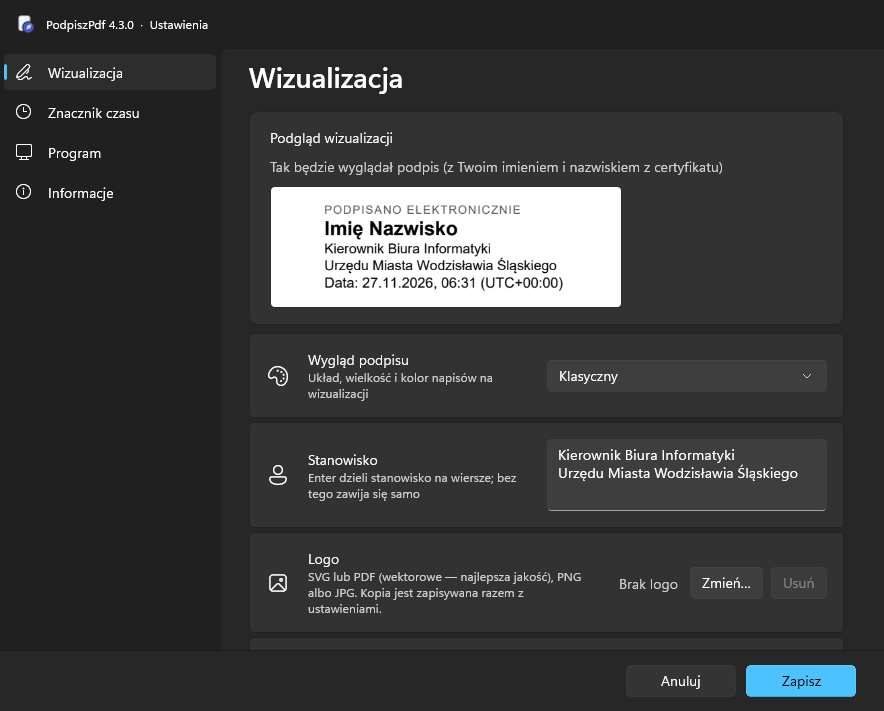 PodpiszPdf 4.3.0 · Ustawienia
Wizualizacja
Znacznik czasu
Program
Informacje
Wizualizacja
Podgląd wizualizacji
Tak będzie wyglądał podpis (z Twoim imieniem i nazwiskiem z certyfikatu)
PODPISANO ELEKTRONICZNIE
Imię Nazwisko
Kierownik Biura Informatyki
Urzędu Miasta Wodzisławia Śląskiego
Data: 27.11.2026, 06:31 (UTC+00:00)
Wygląd podpisu
Układ, wielkość i kolor napisów na
wizualizacji
Klasyczny
Stanowisko
Enter dzieli stanowisko na wiersze; bez
tego zawija się samo
Kierownik Biura Informatyki
Urzędu Miasta Wodzisławia Śląskiego
Logo
SVG lub PDF (wektorowe — najlepsza jakość), PNG
albo JPG. Kopia jest zapisywana razem z
ustawieniami.
Brak logo
Zmień...
Usuń
Anuluj
Zapisz